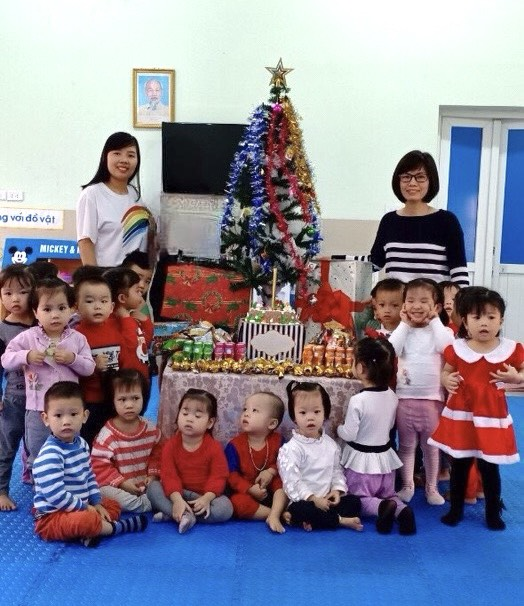 ng với đồ vật
MICKEY &